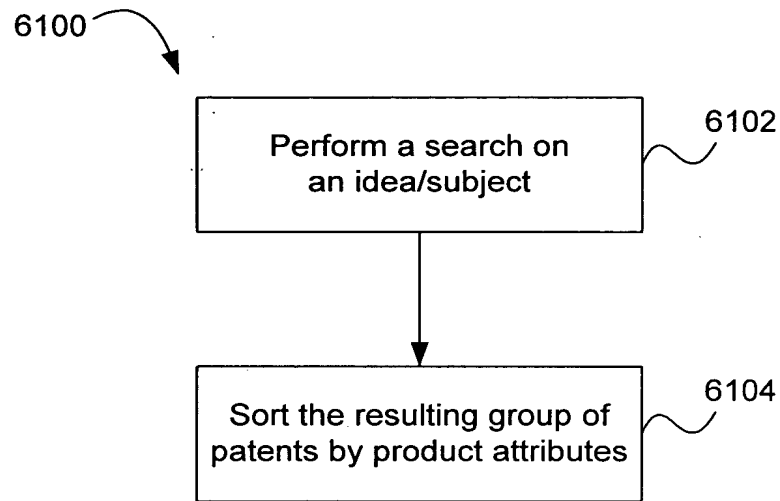 6100
6102
Perform a search on
an idea/subject
6104
Sort the resulting group of
patents by product attributes